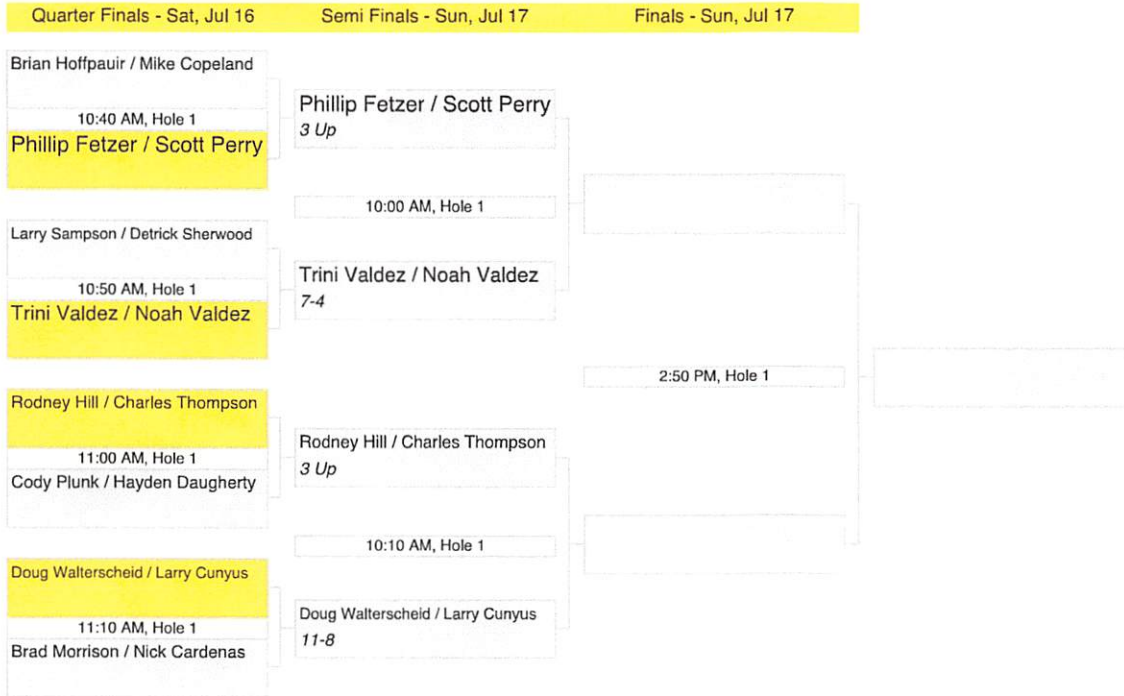 Quarter Finals - Sat, Jul 16
Semi Finals - Sun, Jul 17
Finals - Sun, Jul 17
Brian Hoffpauir / Mike Copeland
10:40 AM, Hole 1
Phillip Fetzer / Scott Perry
Larry Sampson / Detrick Sherwood
10:50 AM, Hole 1
Trini Valdez / Noah Valdez
Rodney Hill / Charles Thompson
11:00 AM, Hole 1
Cody Plunk / Hayden Daugherty
Doug Walterscheid / Larry Cunyus
11:10 AM, Hole 1
Brad Morrison / Nick Cardenas
Phillip Fetzer / Scott Perry
3 Up
10:00 AM, Hole 1
Trini Valdez / Noah Valdez
7-4
Rodney Hill / Charles Thompson
3 Up
10:10 AM, Hole 1
Doug Walterscheid / Larry Cunyus
11-8
2:50 PM, Hole 1